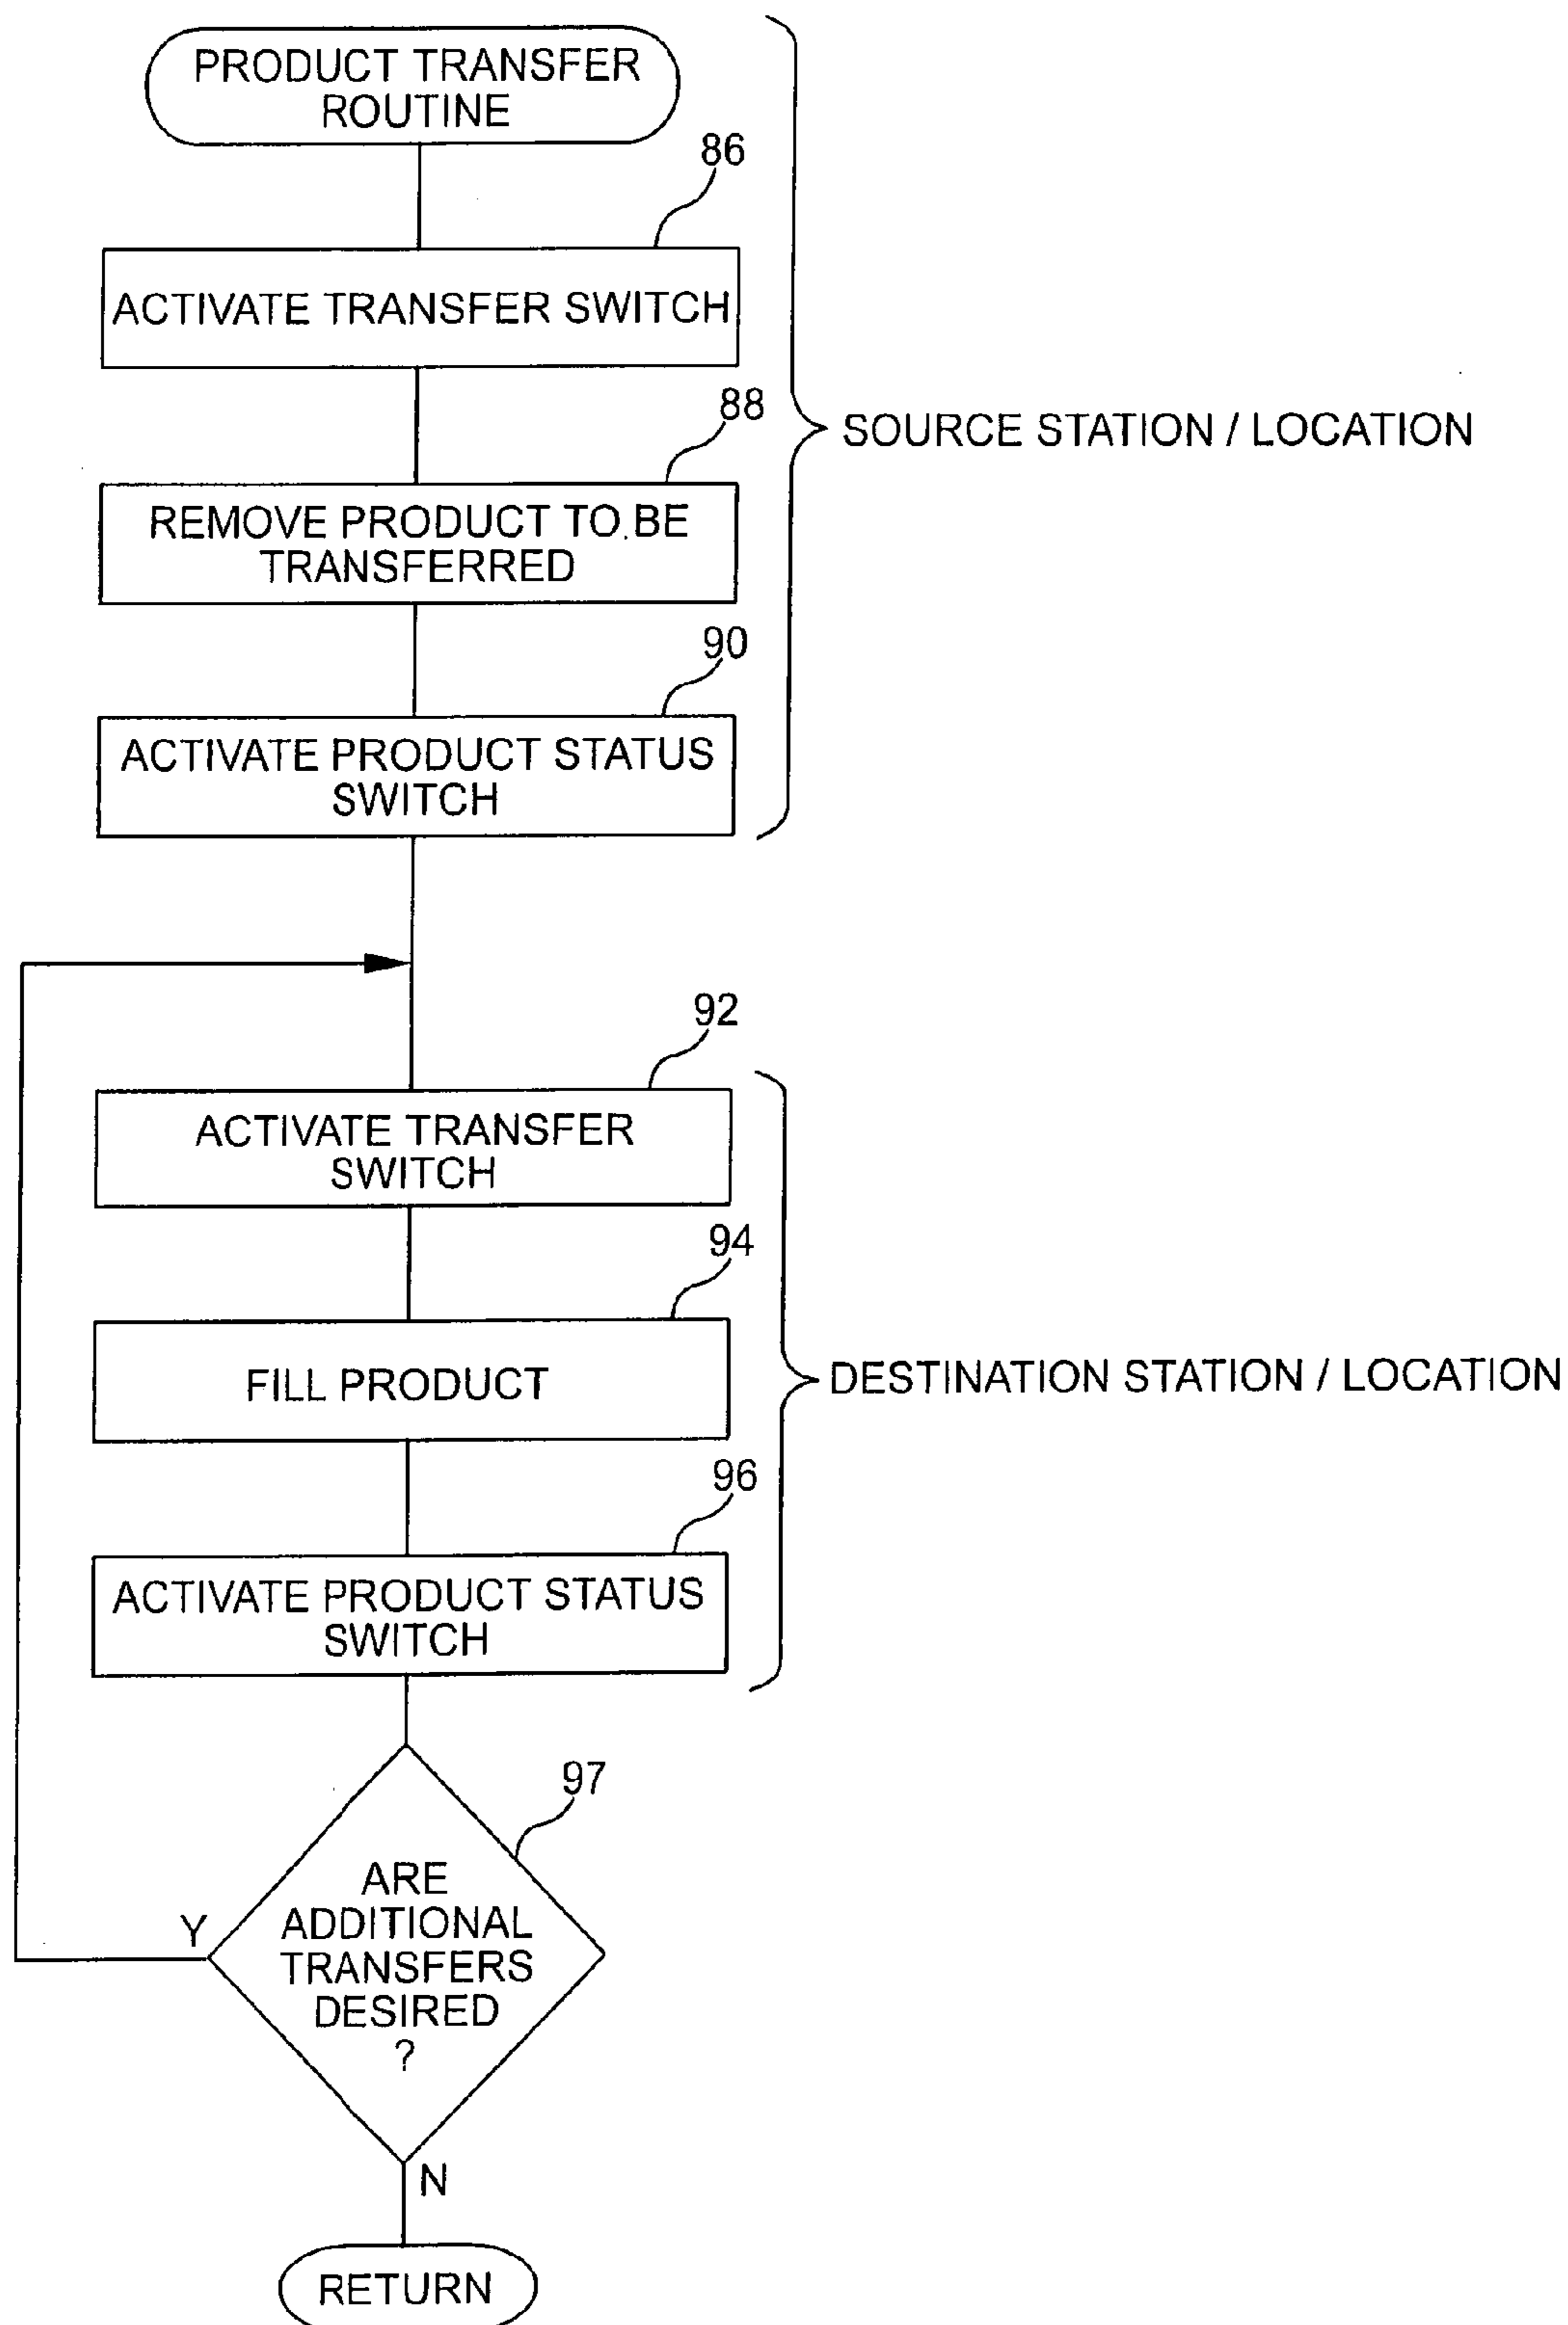 PRODUCT TRANSFER
ROUTINE
86
ACTIVATE TRANSFER SWITCH
88
SOURCE STATION / LOCATION
REMOVE PRODUCT TO BE
TRANSFERRED
90
ACTIVATE PRODUCT STATUS
SWITCH
92
ACTIVATE TRANSFER
SWITCH
94
FILL PRODUCT
DESTINATION STATION / LOCATION
96
ACTIVATE PRODUCT STATUS
SWITCH
97
ARE
ADDITIONAL
TRANSFERS
DESIRED
?
Y
N
RETURN